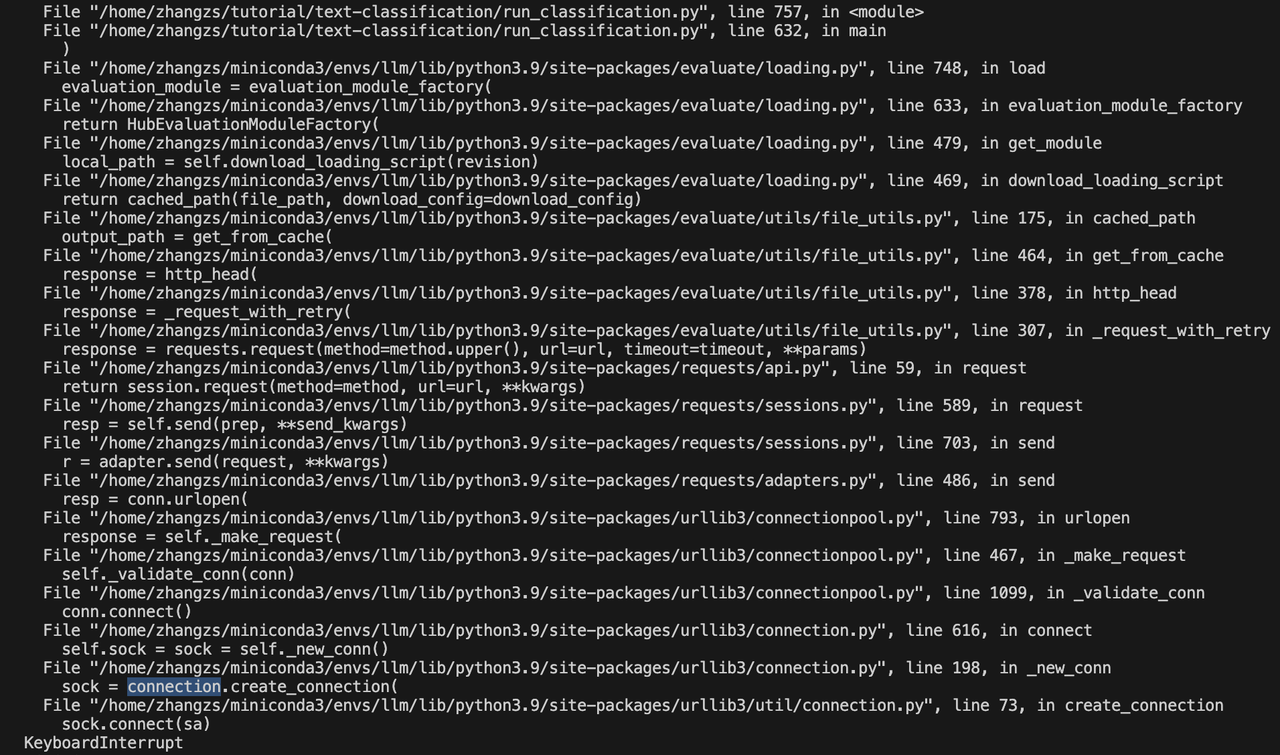 File "/home/zhangzs/tutorial/text-classification/run_classification.py", line 757, in <module>
File "/home/zhangzs/tutorial/text-classification/run_classification.py", line 632, in main
)
File "/home/zhangzs/miniconda3/envs/llm/lib/python3.9/site-packages/evaluate/loading.py", line 748, in load
evaluation_module = evaluation_module_factory(
File "/home/zhangzs/miniconda3/envs/llm/lib/python3.9/site-packages/evaluate/loading.py", line 633, in evaluation_module_factory
return HubEvaluationModuleFactory(
File "/home/zhangzs/miniconda3/envs/llm/lib/python3.9/site-packages/evaluate/loading.py", line 479, in get_module
local_path = self.download_loading_script(revision)
File "/home/zhangzs/miniconda3/envs/llm/lib/python3.9/site-packages/evaluate/loading.py", line 469, in download_loading_script
return cached_path(file_path, download_config=download_config)
File "/home/zhangzs/miniconda3/envs/llm/lib/python3.9/site-packages/evaluate/utils/file_utils.py", line 175, in cached_path
output_path = get_from_cache(
File "/home/zhangzs/miniconda3/envs/llm/lib/python3.9/site-packages/evaluate/utils/file_utils.py", line 464, in get_from_cache
response = http_head(
File "/home/zhangzs/miniconda3/envs/llm/lib/python3.9/site-packages/evaluate/utils/file_utils.py", line 378, in http_head
response = _request_with_retry(
File "/home/zhangzs/miniconda3/envs/llm/lib/python3.9/site-packages/evaluate/utils/file_utils.py", line 307, in _request_with_retry
response = requests.request(method=method.upper(), url=url, timeout=timeout, **params)
File "/home/zhangzs/miniconda3/envs/llm/lib/python3.9/site-packages/requests/api.py", line 59, in request
return session.request(method=method, url=url, **kwargs)
File "/home/zhangzs/miniconda3/envs/llm/lib/python3.9/site-packages/requests/sessions.py", line 589, in request
resp = self.send(prep, **send_kwargs)
File "/home/zhangzs/miniconda3/envs/llm/lib/python3.9/site-packages/requests/sessions.py", line 703, in send
r = adapter.send(request, **kwargs)
File "/home/zhangzs/miniconda3/envs/llm/lib/python3.9/site-packages/requests/adapters.py", line 486, in send
resp = conn.urlopen(
File "/home/zhangzs/miniconda3/envs/llm/lib/python3.9/site-packages/urllib3/connectionpool.py", line 793, in urlopen
response = self._make_request(
File "/home/zhangzs/miniconda3/envs/llm/lib/python3.9/site-packages/urllib3/connectionpool.py", line 467, in _make_request
self._validate_conn(conn)
File "/home/zhangzs/miniconda3/envs/llm/lib/python3.9/site-packages/urllib3/connectionpool.py", line 1099, in _validate_conn
conn.connect()
File "/home/zhangzs/miniconda3/envs/llm/lib/python3.9/site-packages/urllib3/connection.py", line 616, in connect
self.sock = sock = self._new_conn()
File "/home/zhangzs/miniconda3/envs/llm/lib/python3.9/site-packages/urllib3/connection.py", line 198, in _new_conn
sock = connection.create_connection(
File "/home/zhangzs/miniconda3/envs/llm/lib/python3.9/site-packages/urllib3/util/connection.py", line 73, in create_connection
sock.connect(sa)
KeyboardInterrupt